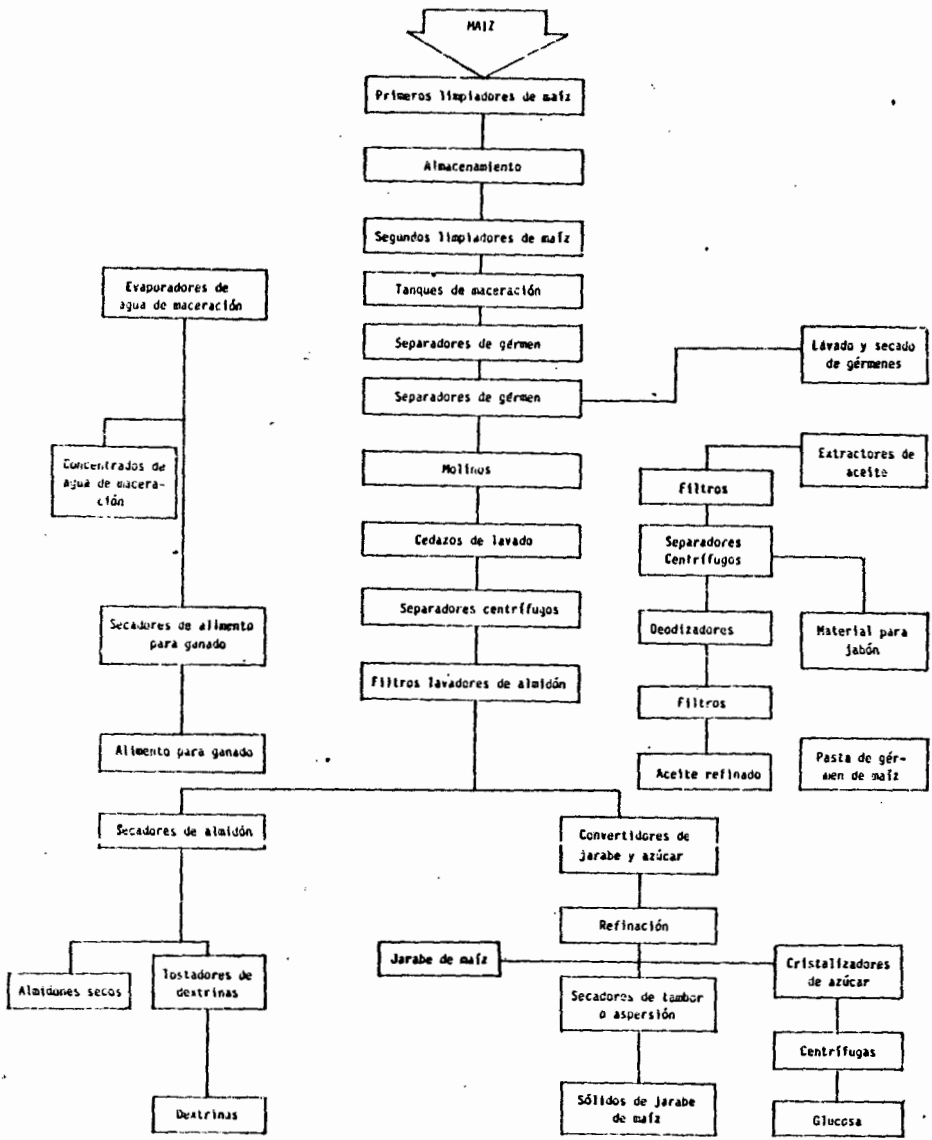 MAIZ
Primeros limpiadores de maíz
Almacenamiento
Segundos limpiadores de maíz
Tanques de maceración
Separadores de gérmen
Separadores de gérmen
Molinos
Cedazos de lavado
Separadores centrífugos
Filtros lavadores de almidón
Evaporadores de
agua de maceración
Concentrados de
agua de macera-
ción
Secadores de alimento
para ganado
Alimento para ganado
Lávado y secado
de gérmenes
Extractores de
aceite
Filtros
Separadores
Centrífugos
Deodizadores
Material para
jabón
Filtros
Aceite refinado
Pasta de gér-
men de maíz
Secadores de almidón
Almidones secos
Tostadores de
dextrinas
Dextrinas
Convertidores de
jarabe y azúcar
Refinación
Jarabe de maíz
Secadores de tambor
o aspersión
Sólidos de jarabe
de maíz
Cristalizadores
de azúcar
Centrífugas
Glucosa